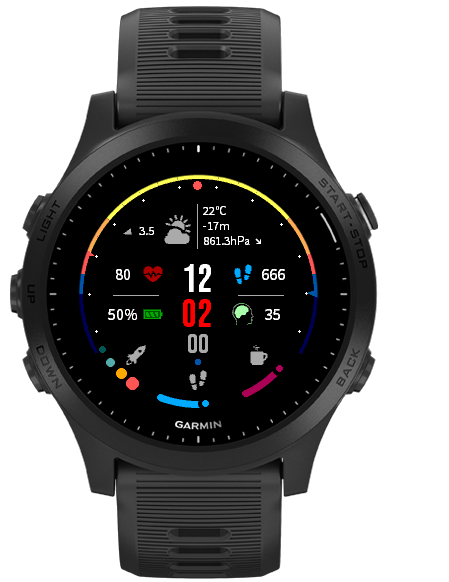 LIGHT
START·STOP
22°C
-17m
3.5
861.3hPa
80
12
666
UP
50%
02
35
00
DOWN
BACK
GARMIN